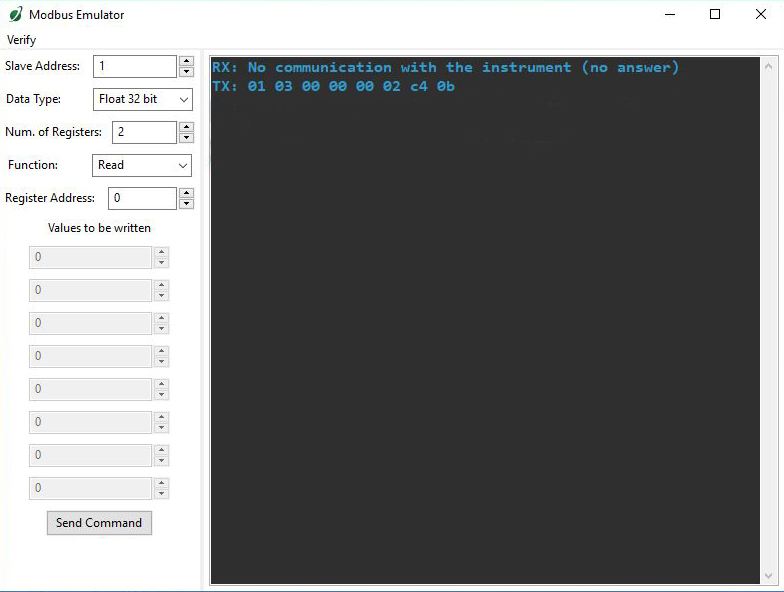 Modbus Emulator
Verify
Slave Address: 1
Data Type: Float 32 bit
Num. of Registers: 2
Function: Read
Register Address: 0
Values to be written
0
0
0
0
0
0
0
0
Send Command
RX: No communication with the instrument (no answer)
TX: 01 03 00 00 00 02 c4 0b